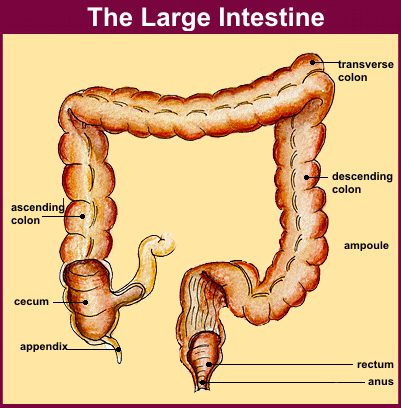 The Large Intestine
transverse
colon
descending
colon
ascending
colon
ampoule
cecum
appendix
rectum
anus